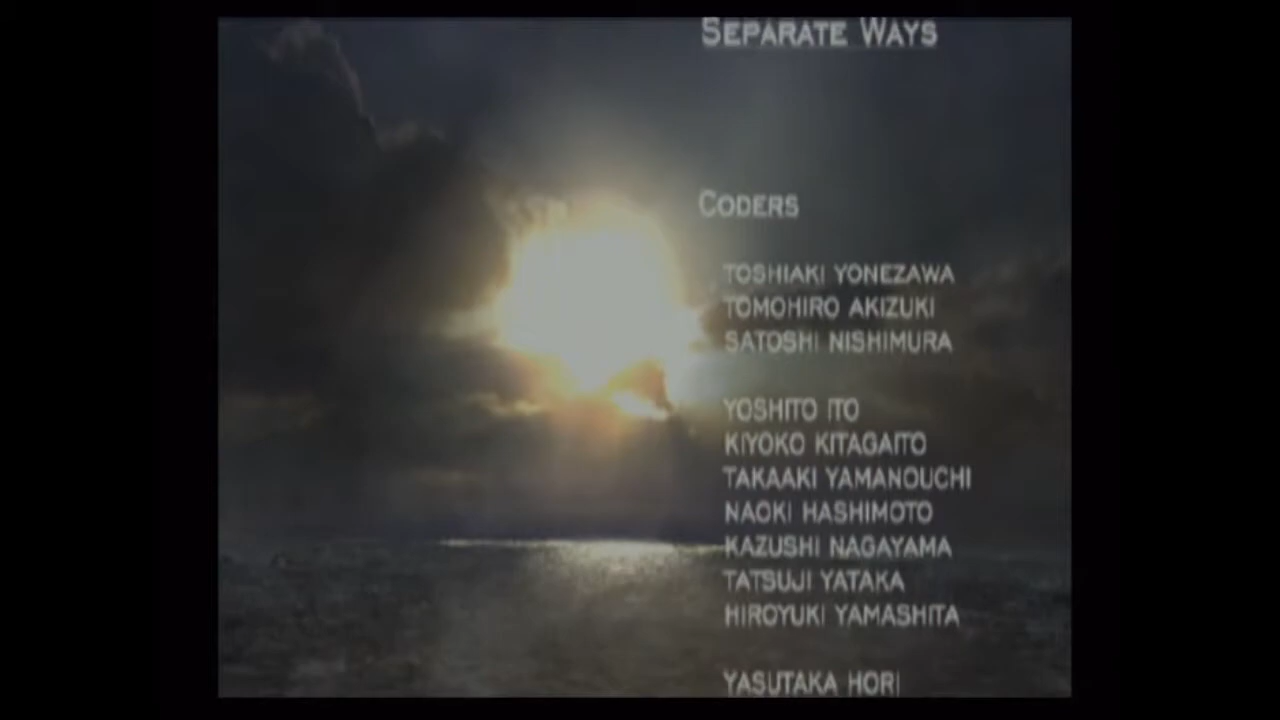 SEPARATE WAYS
CODERS
TOSHIAKI YONEZAWA
TOMOHIRO AKIZUKI
SATOSHI NISHIMURA
YOSHITO ITO
KIYOKO KITAGAITO
TAKAAKI YAMANOUCHI
NAOKI HASHIMOTO
KAZUSHI NAGAYAMA
TATSUJI YATAKA
HIROYUKI YAMASHITA
YASUTAKA HORI